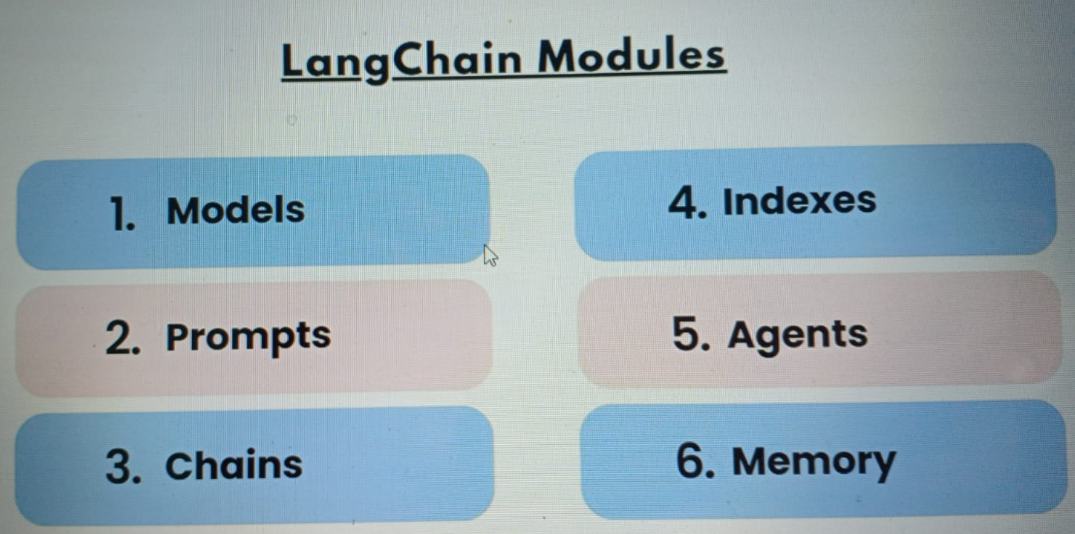 LangChain Modules
1. Models
2. Prompts
3. Chains
4. Indexes
5. Agents
6. Memory